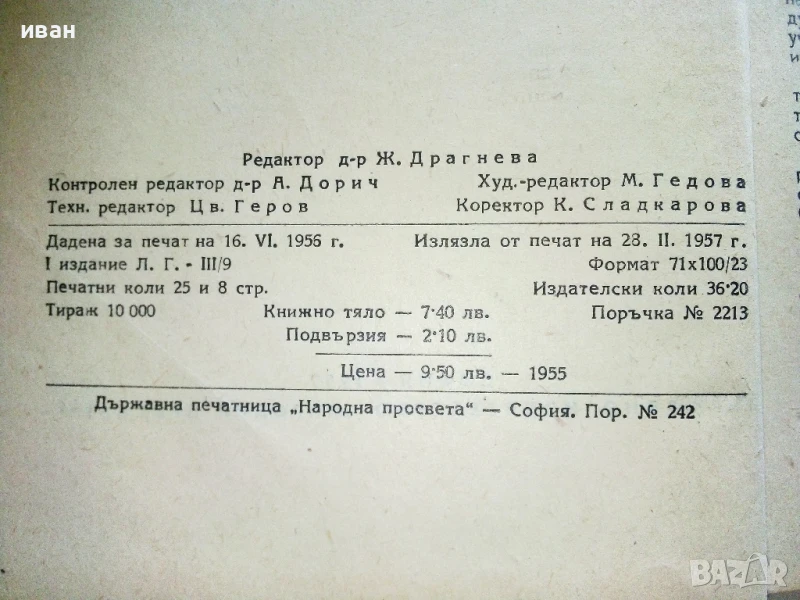 иван
Редактор д-р Ж. Драгнева
Контролен редактор д-р А. Дорич Худ.-редактор М. Гедова
Техн. редактор Цв. Геров Коректор К. Сладкарова
Дадена за печат на 16. VI. 1956 г. Излязла от печат на 28. II. 1957 г.
I издание Л. Г. - III/9 Формат 71х100/23
Печатни коли 25 и 8 стр. Издателски коли 36·20
Тираж 10 000 Книжно тяло — 7·40 лв. Поръчка № 2213
Подвързия — 2·10 лв.
Цена — 9·50 лв. — 1955
Държавна печатница „Народна просвета“ — София. Пор. № 242
BAZAR